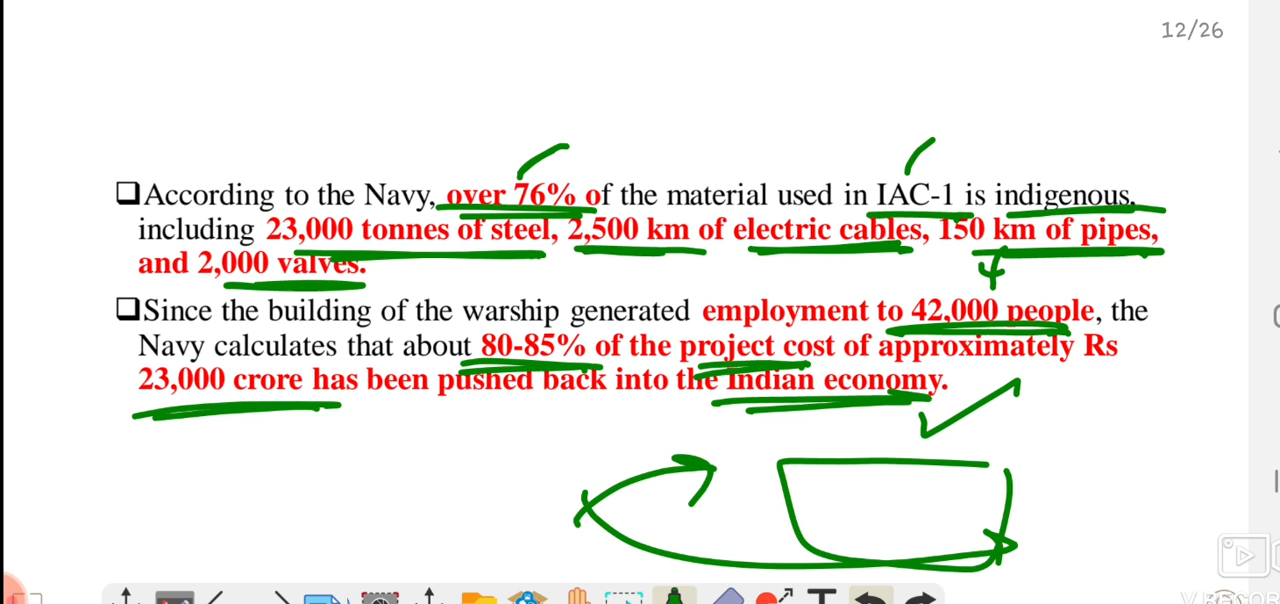 12/26
❑According to the Navy, over 76% of the material used in IAC-1 is indigenous,
including 23,000 tonnes of steel, 2,500 km of electric cables, 150 km of pipes,
and 2,000 valves.
❑Since the building of the warship generated employment to 42,000 people, the
Navy calculates that about 80-85% of the project cost of approximately Rs
23,000 crore has been pushed back into the Indian economy.